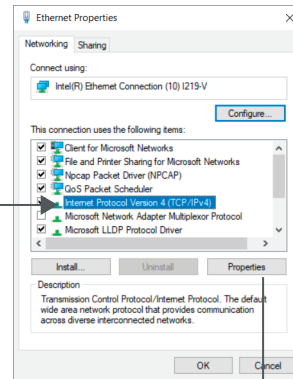 Ethernet Properties
Networking Sharing
Connect using:
Intel(R) Ethernet Connection (10) I219-V
Configure...
This connection uses the following items:
Client for Microsoft Networks
File and Printer Sharing for Microsoft Networks
Npcap Packet Driver (NPCAP)
QoS Packet Scheduler
Internet Protocol Version 4 (TCP/IPv4)
Microsoft Network Adapter Multiplexor Protocol
Microsoft LLDP Protocol Driver
Install... Uninstall Properties
Description
Transmission Control Protocol/Internet Protocol. The default
wide area network protocol that provides communication
across diverse interconnected networks.
OK Cancel